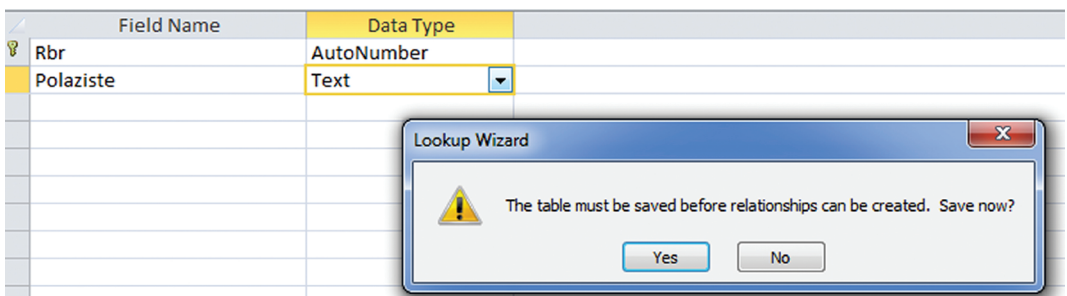 Field Name Data Type
Rbr AutoNumber
Polaziste Text
Lookup Wizard
The table must be saved before relationships can be created. Save now?
Yes No